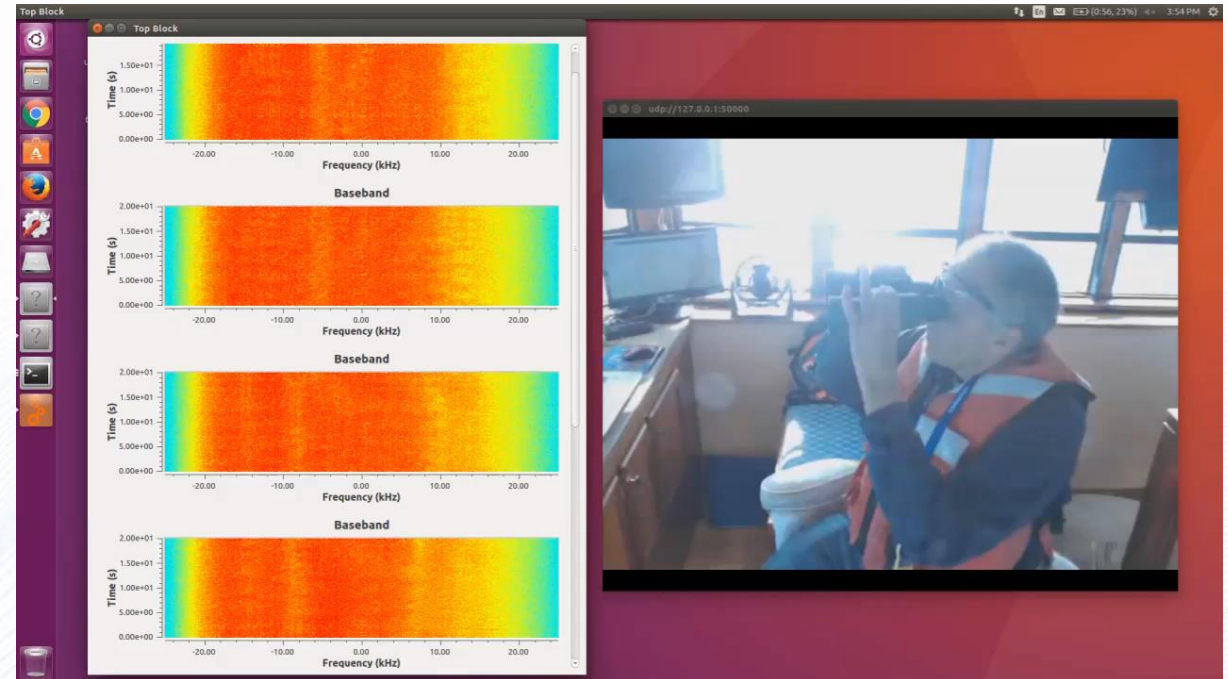 Top Block
En
(0:56, 23%)
3:54 PM
Top Block
1.50e+01
1.00e+01
5.00e+00
0.00e+00
Time (s)
-20.00 -10.00 0.00 10.00 20.00
Frequency (kHz)
Baseband
2.00e+01
1.50e+01
1.00e+01
5.00e+00
0.00e+00
Time (s)
-20.00 -10.00 0.00 10.00 20.00
Frequency (kHz)
Baseband
2.00e+01
1.50e+01
1.00e+01
5.00e+00
0.00e+00
Time (s)
-20.00 -10.00 0.00 10.00 20.00
Frequency (kHz)
Baseband
2.00e+01
1.50e+01
1.00e+01
5.00e+00
0.00e+00
Time (s)
-20.00 -10.00 0.00 10.00 20.00
Frequency (kHz)
udp://127.0.0.1:50000